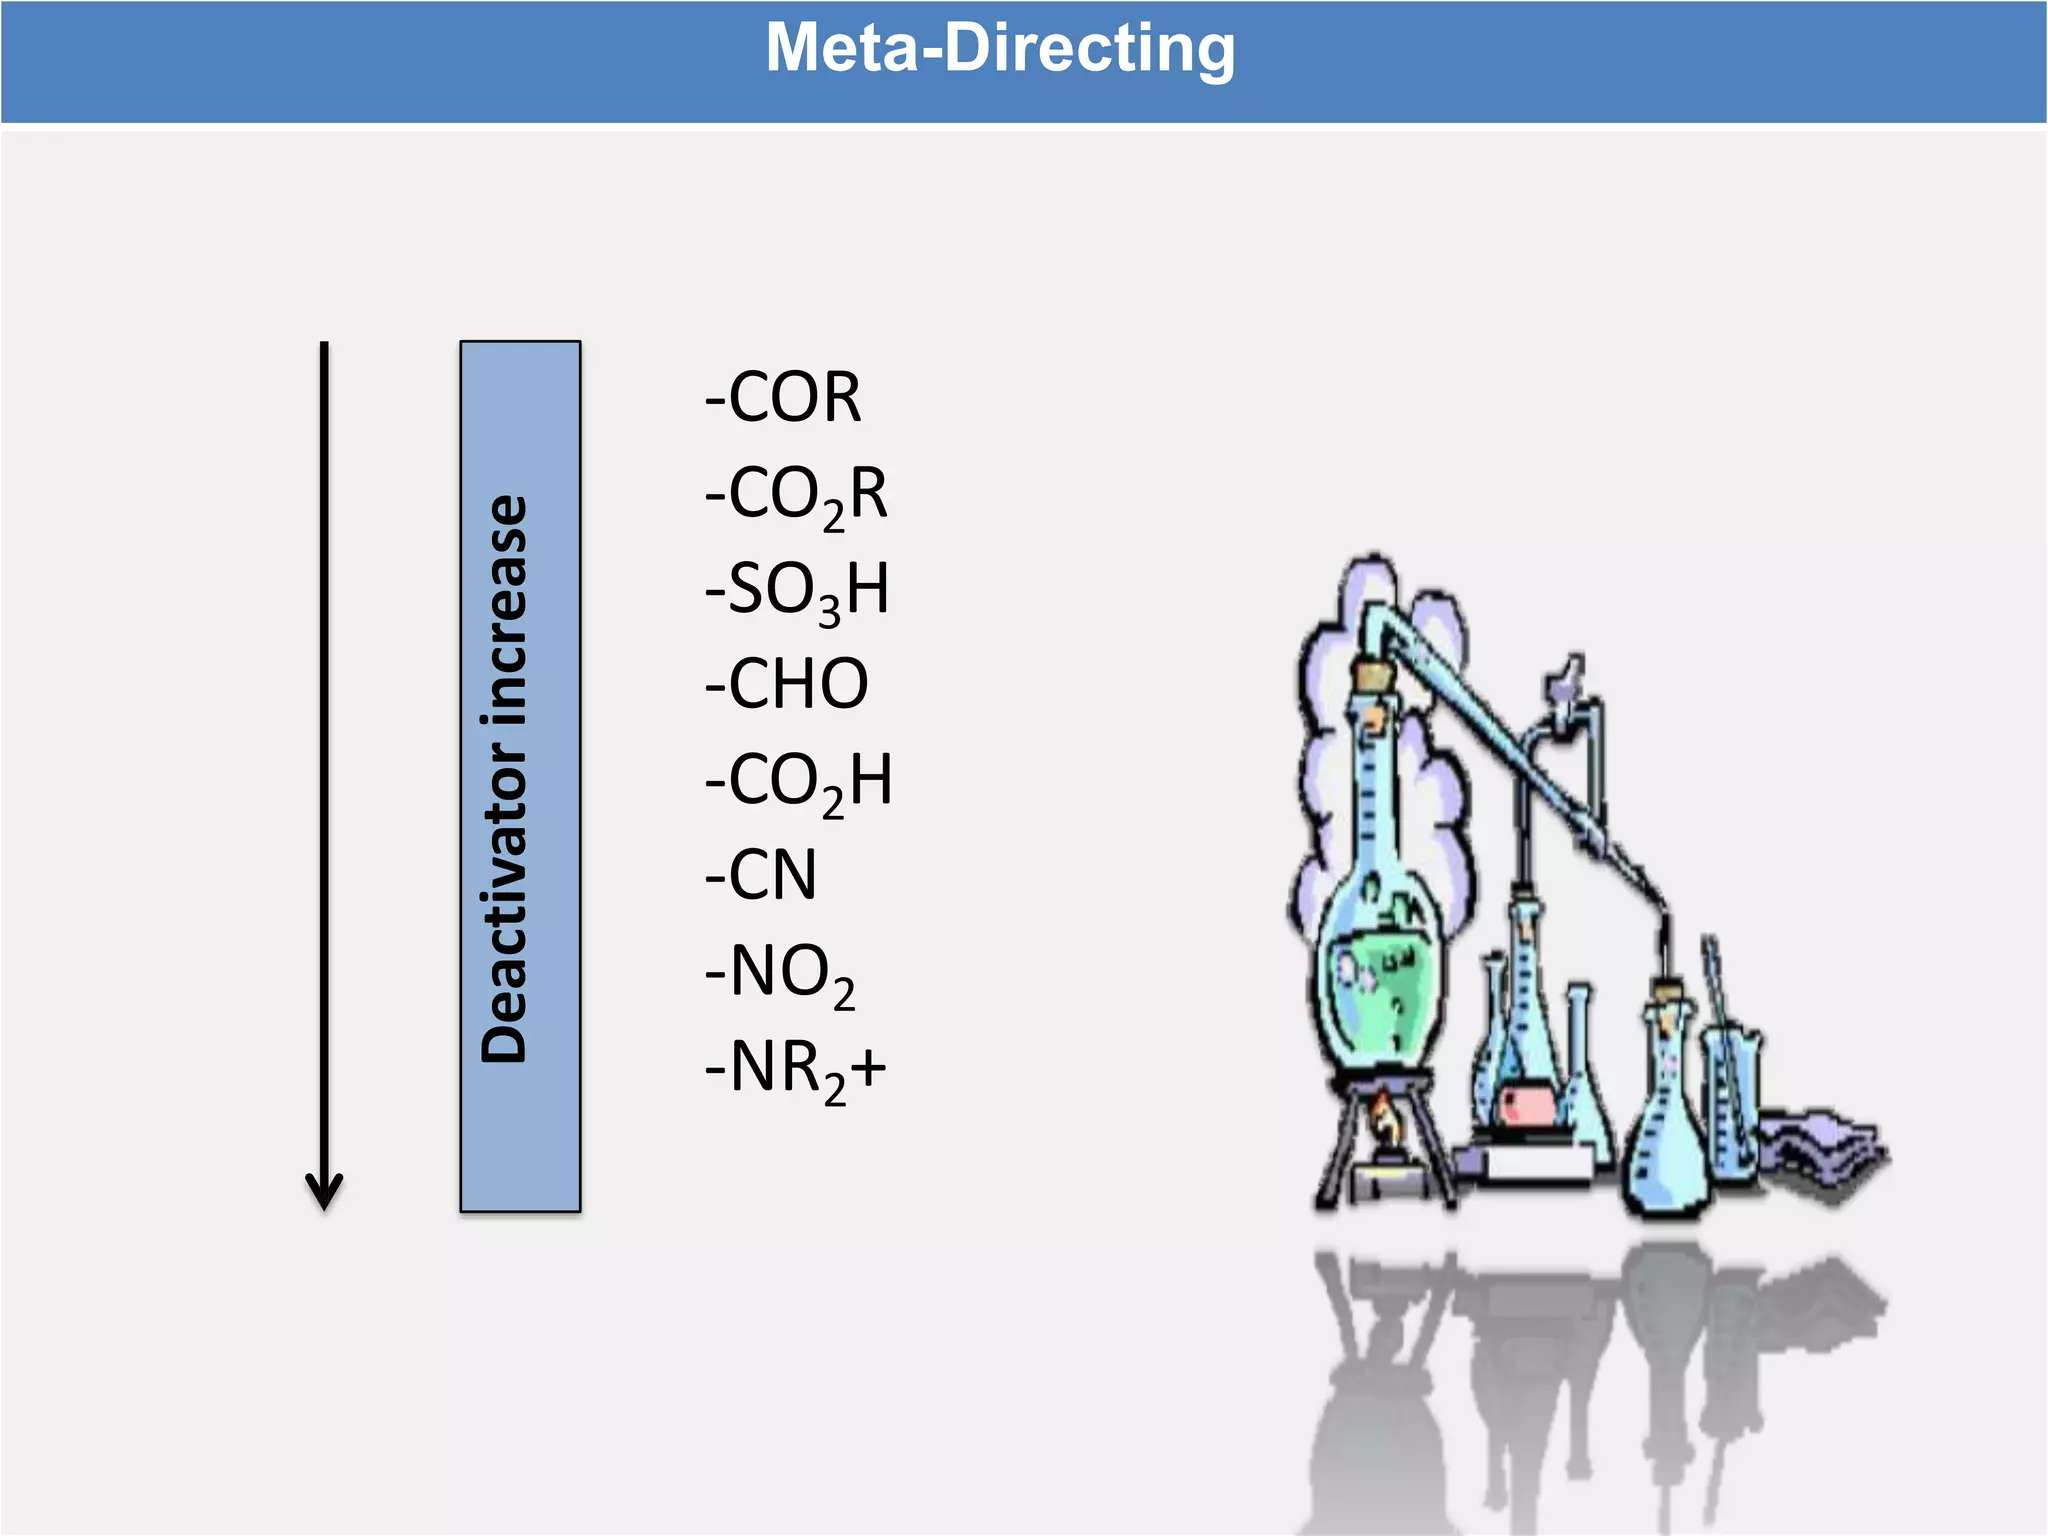 Meta-Directing
Deactivator increase
-COR
-CO₂R
-SO₃H
-CHO
-CO₂H
-CN
-NO₂
-NR₂+